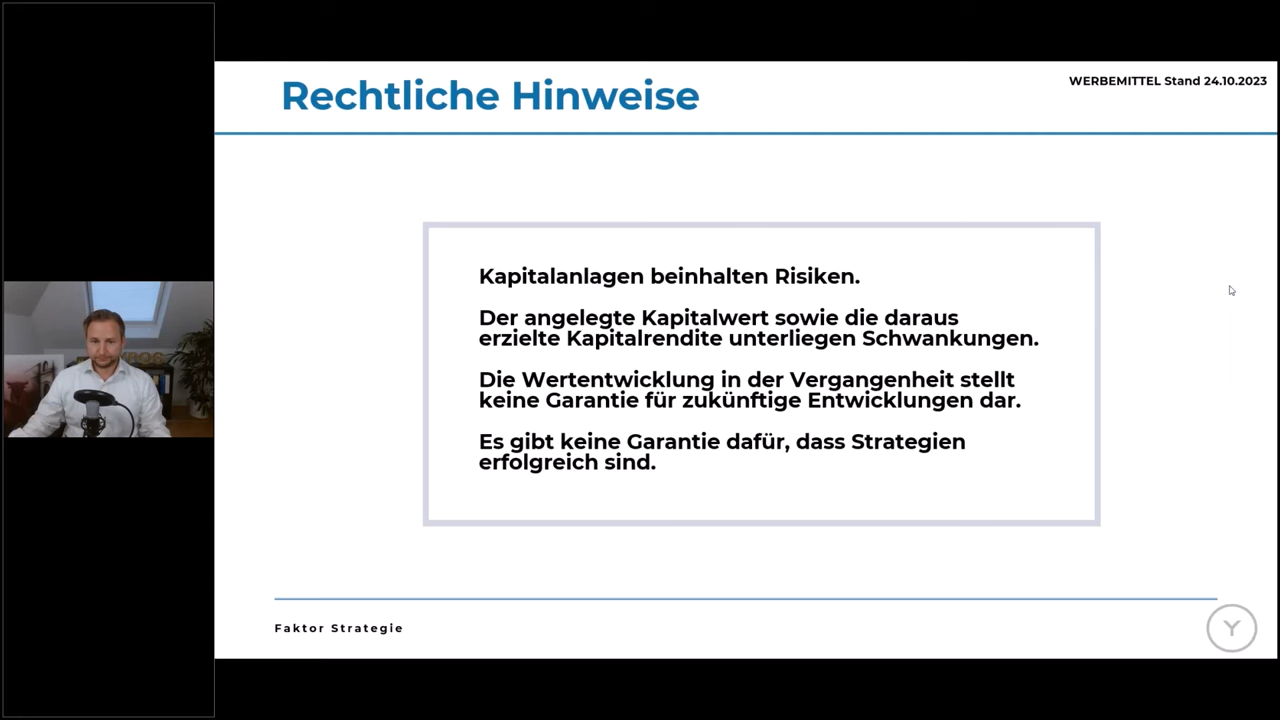 Rechtliche Hinweise
WERBEMITTEL Stand 24.10.2023
Kapitalanlagen beinhalten Risiken.
Der angelegte Kapitalwert sowie die daraus
erzielte Kapitalrendite unterliegen Schwankungen.
Die Wertentwicklung in der Vergangenheit stellt
keine Garantie für zukünftige Entwicklungen dar.
Es gibt keine Garantie dafür, dass Strategien
erfolgreich sind.
Faktor Strategie
Y